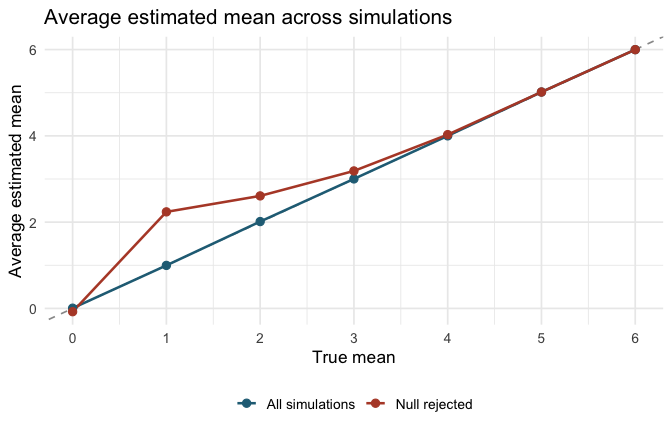 Average estimated mean across simulations
Average estimated mean
6
4
2
0
0 1 2 3 4 5 6
True mean
All simulations Null rejected